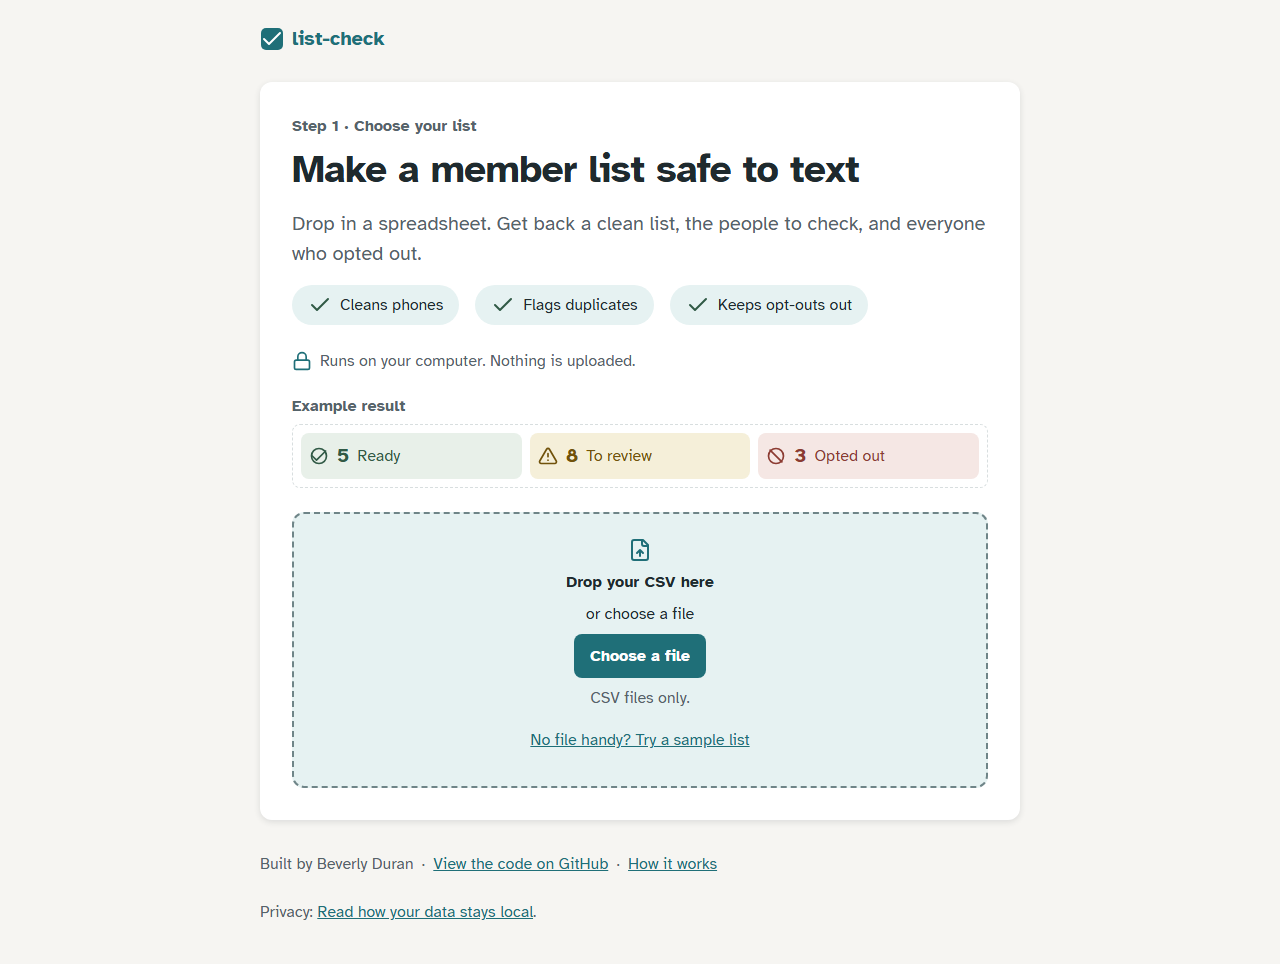 list-check
Step 1 · Choose your list
Make a member list safe to text
Drop in a spreadsheet. Get back a clean list, the people to check, and everyone
who opted out.
Cleans phones
Flags duplicates
Keeps opt-outs out
Runs on your computer. Nothing is uploaded.
Example result
5 Ready
8 To review
3 Opted out
Drop your CSV here
or choose a file
Choose a file
CSV files only.
No file handy? Try a sample list
Built by Beverly Duran · View the code on GitHub · How it works
Privacy: Read how your data stays local.